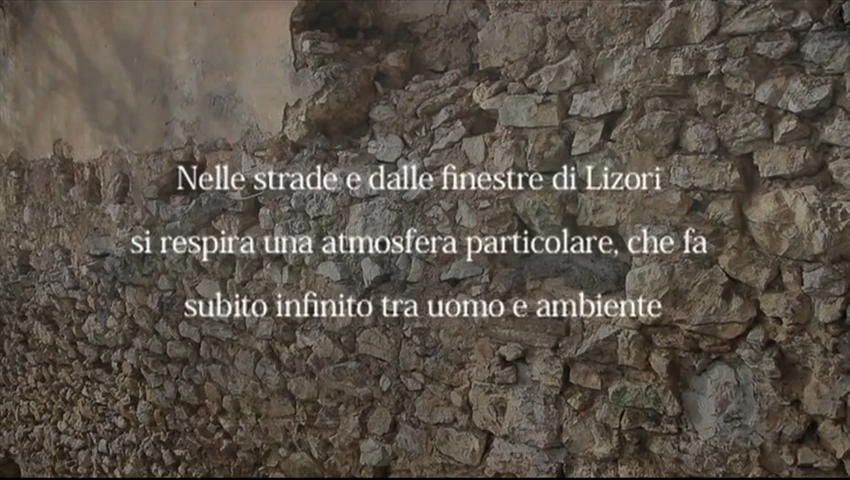 Nelle strade e dalle finestre di Lizori
si respira una atmosfera particolare, che fa
subito infinito tra uomo e ambiente